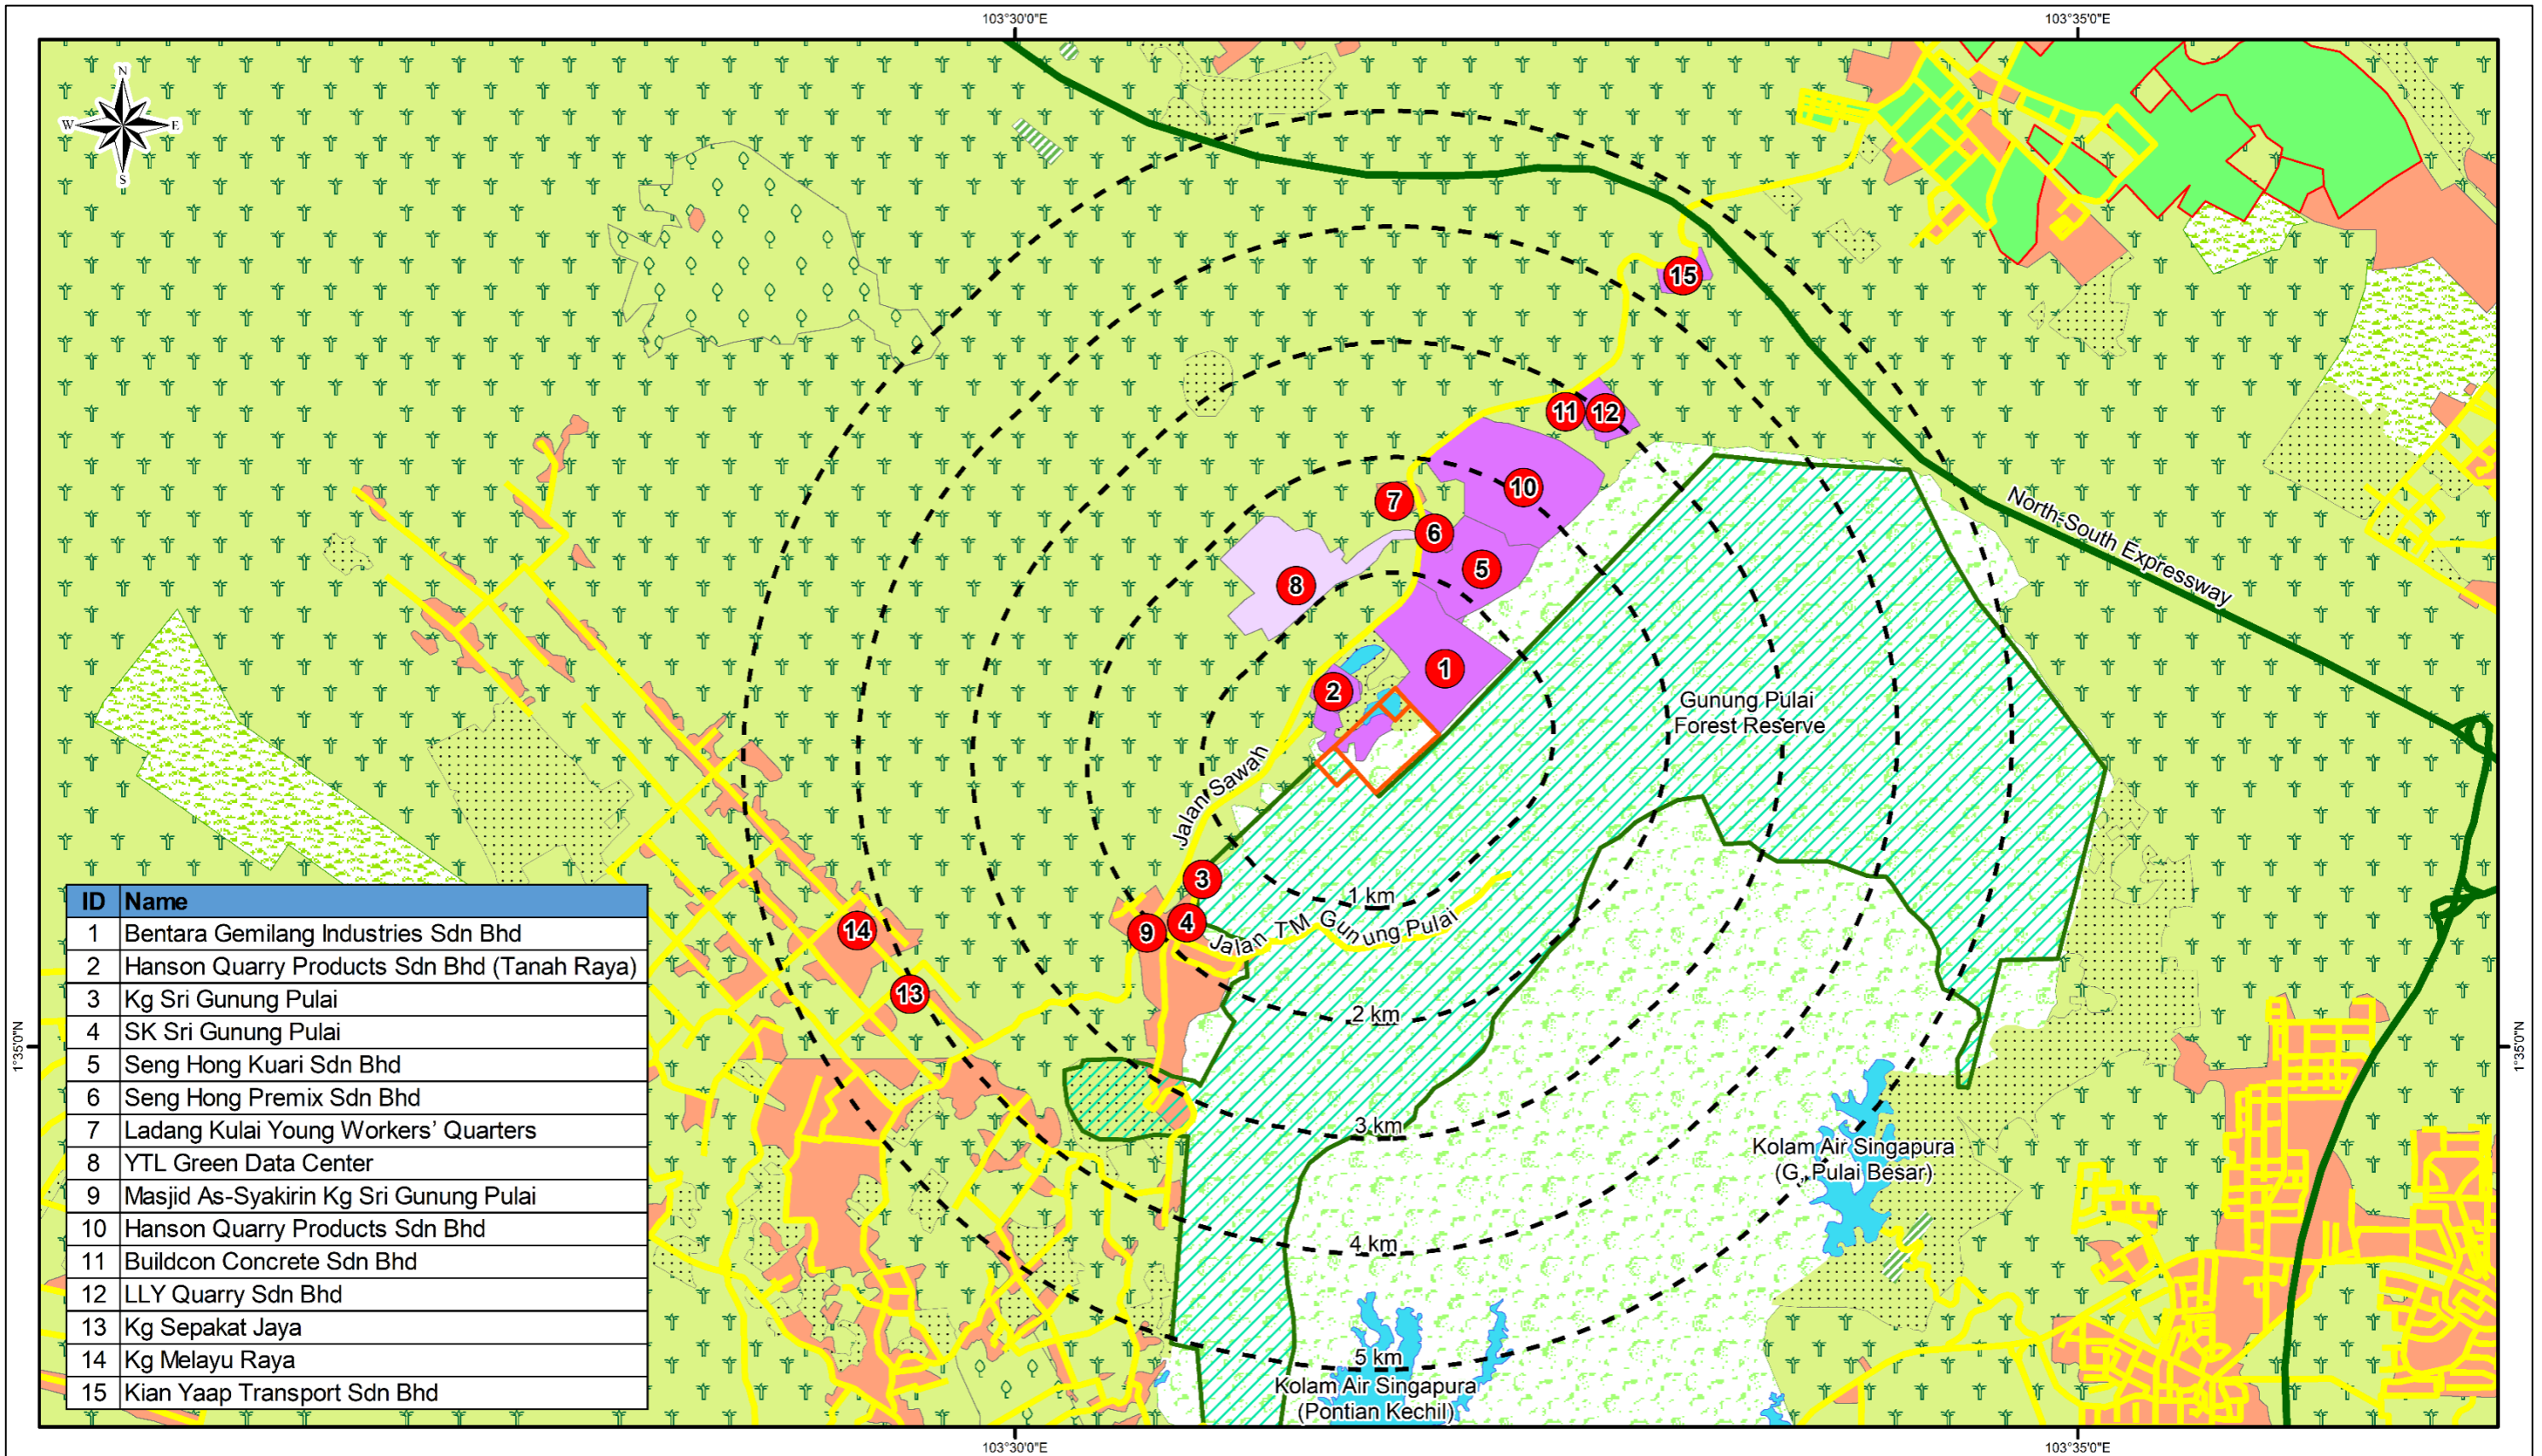 103°30'0"E
103°35'0"E
N
W
E
S
15
11
12
10
7
6
5
8
1
2
North-South Expressway
Gunung Pulai
Forest Reserve
Jalan Sawah
3
1 km
4
9
Jalan TM Gunung Pulai
14
13
2 km
1°35'0"N
1°35'0"N
3 km
Kolam Air Singapura
(G, Pulai Besar)
4 km
5 km
Kolam Air Singapura
(Pontian Kechil)
ID Name
1 Bentara Gemilang Industries Sdn Bhd
2 Hanson Quarry Products Sdn Bhd (Tanah Raya)
3 Kg Sri Gunung Pulai
4 SK Sri Gunung Pulai
5 Seng Hong Kuari Sdn Bhd
6 Seng Hong Premix Sdn Bhd
7 Ladang Kulai Young Workers’ Quarters
8 YTL Green Data Center
9 Masjid As-Syakirin Kg Sri Gunung Pulai
10 Hanson Quarry Products Sdn Bhd
11 Buildcon Concrete Sdn Bhd
12 LLY Quarry Sdn Bhd
13 Kg Sepakat Jaya
14 Kg Melayu Raya
15 Kian Yaap Transport Sdn Bhd
103°30'0"E
103°35'0"E